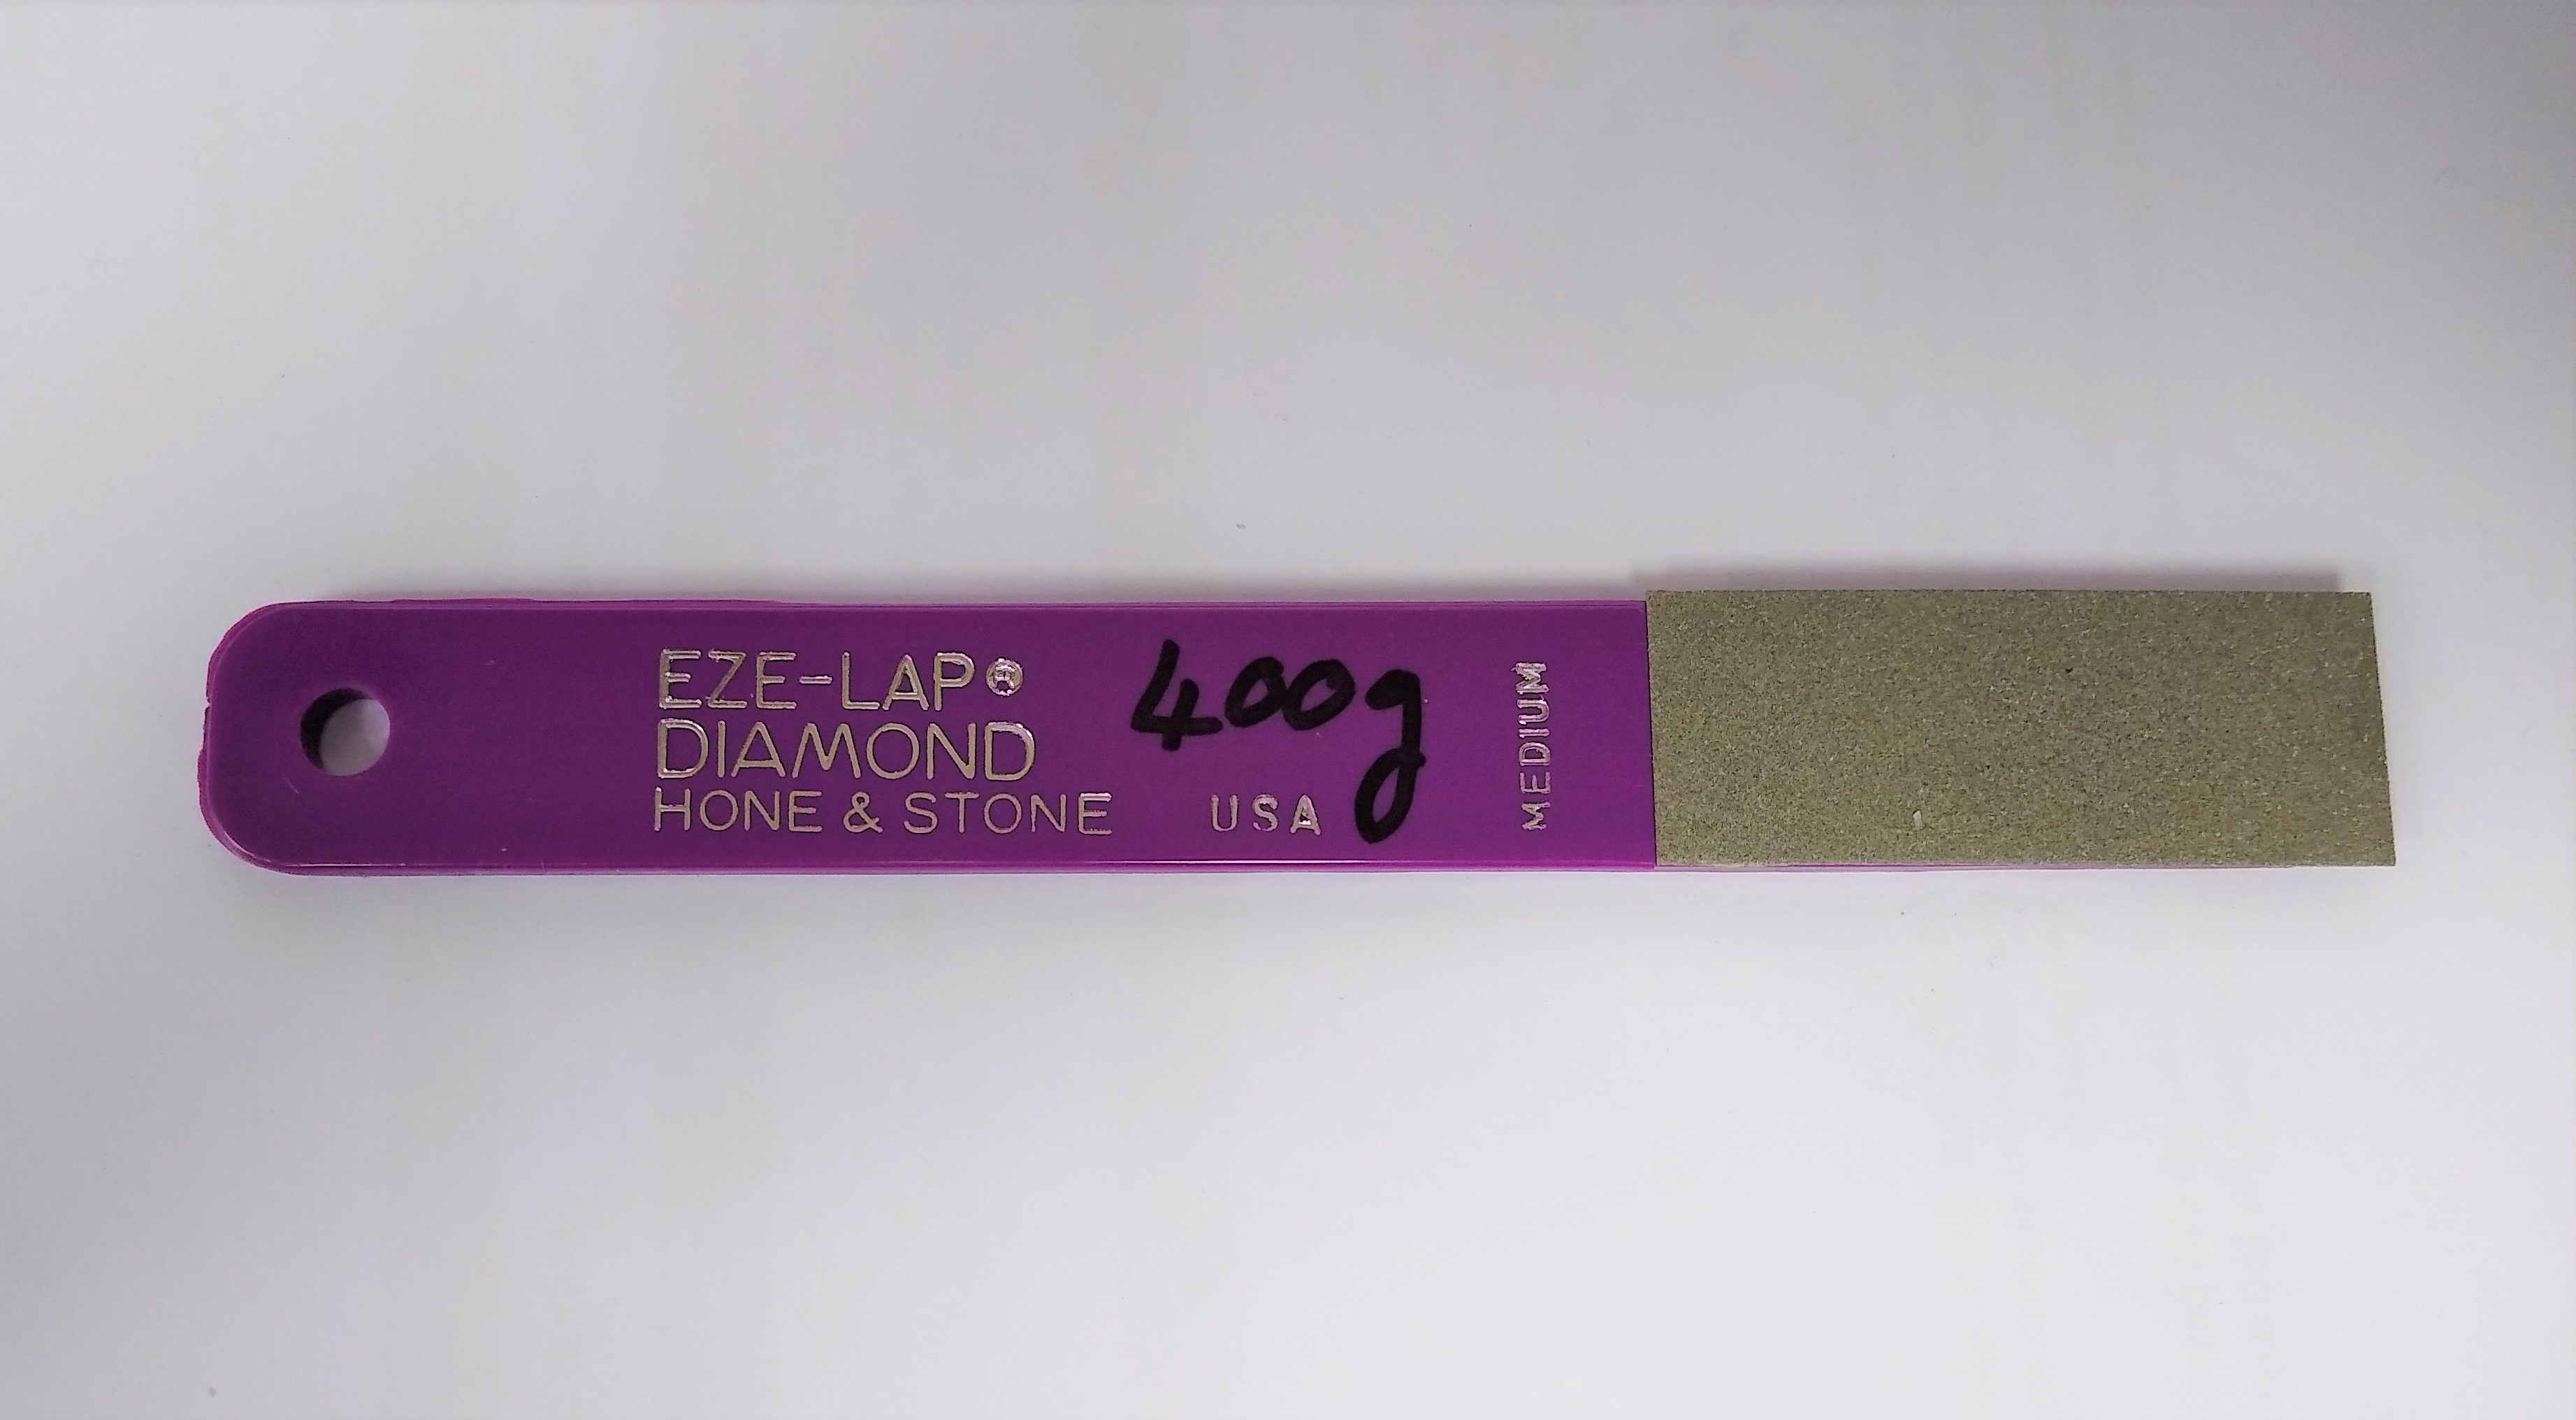 EZE-LAP®
DIAMOND
HONE & STONE
400g
USA
MEDIUM